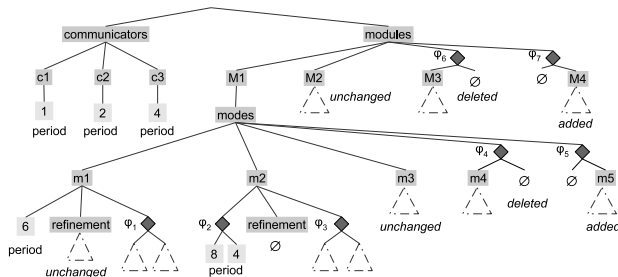 communicators modules
φ6 φ7
c1 c2 c3 M1 M2 M3 ∅ ∅ M4
unchanged deleted
1 2 4 modes added
period period period
φ4 φ5
m1 m2 m3 m4 ∅ ∅ m5
6 refinement φ1 φ2 refinement φ3 deleted
period unchanged added
unchanged 8 4 ∅
period